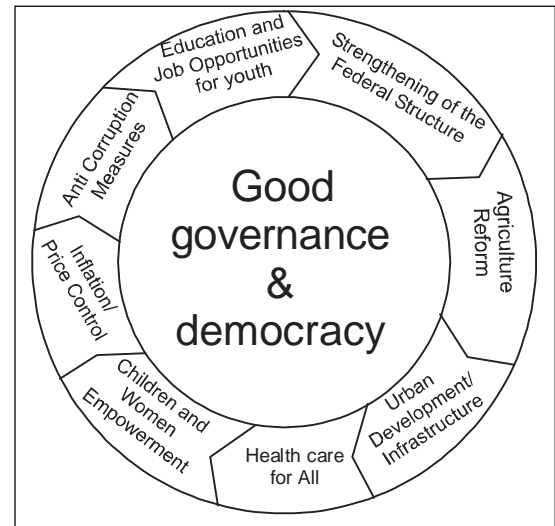 Education and
Job Opportunities
for youth
Strengthening of the
Federal Structure
Agriculture
Reform
Urban
Development/
Infrastructure
Health care
for All
Children and
Women
Empowerment
Inflation/
Price Control
Anti Corruption
Measures
Good
governance
&
democracy